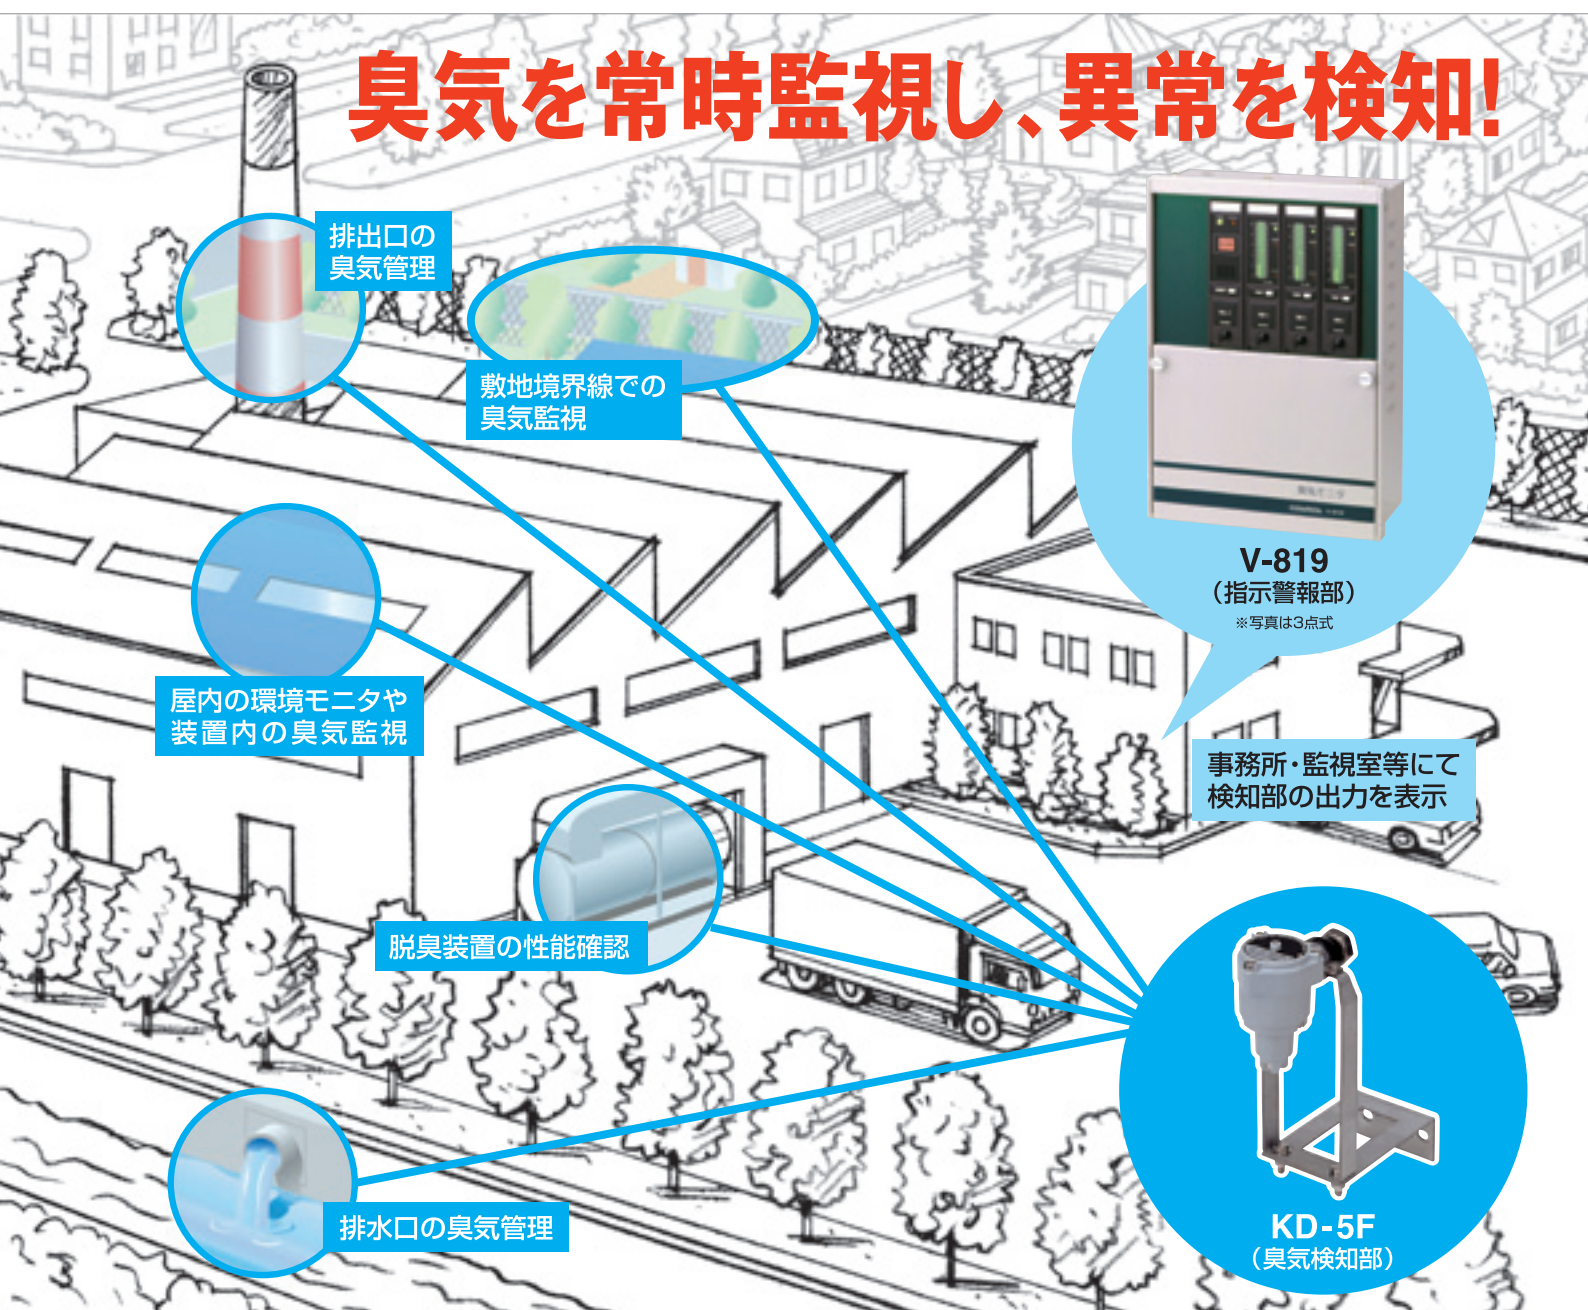 臭気を常時監視し、異常を検知!
排出口の
臭気管理
敷地境界線での
臭気監視
V-819
(指示警報部)
※写真は3点式
屋内の環境モニタや
装置内の臭気監視
事務所・監視室等にて
検知部の出力を表示
脱臭装置の性能確認
排水口の臭気管理
KD-5F
(臭気検知部)